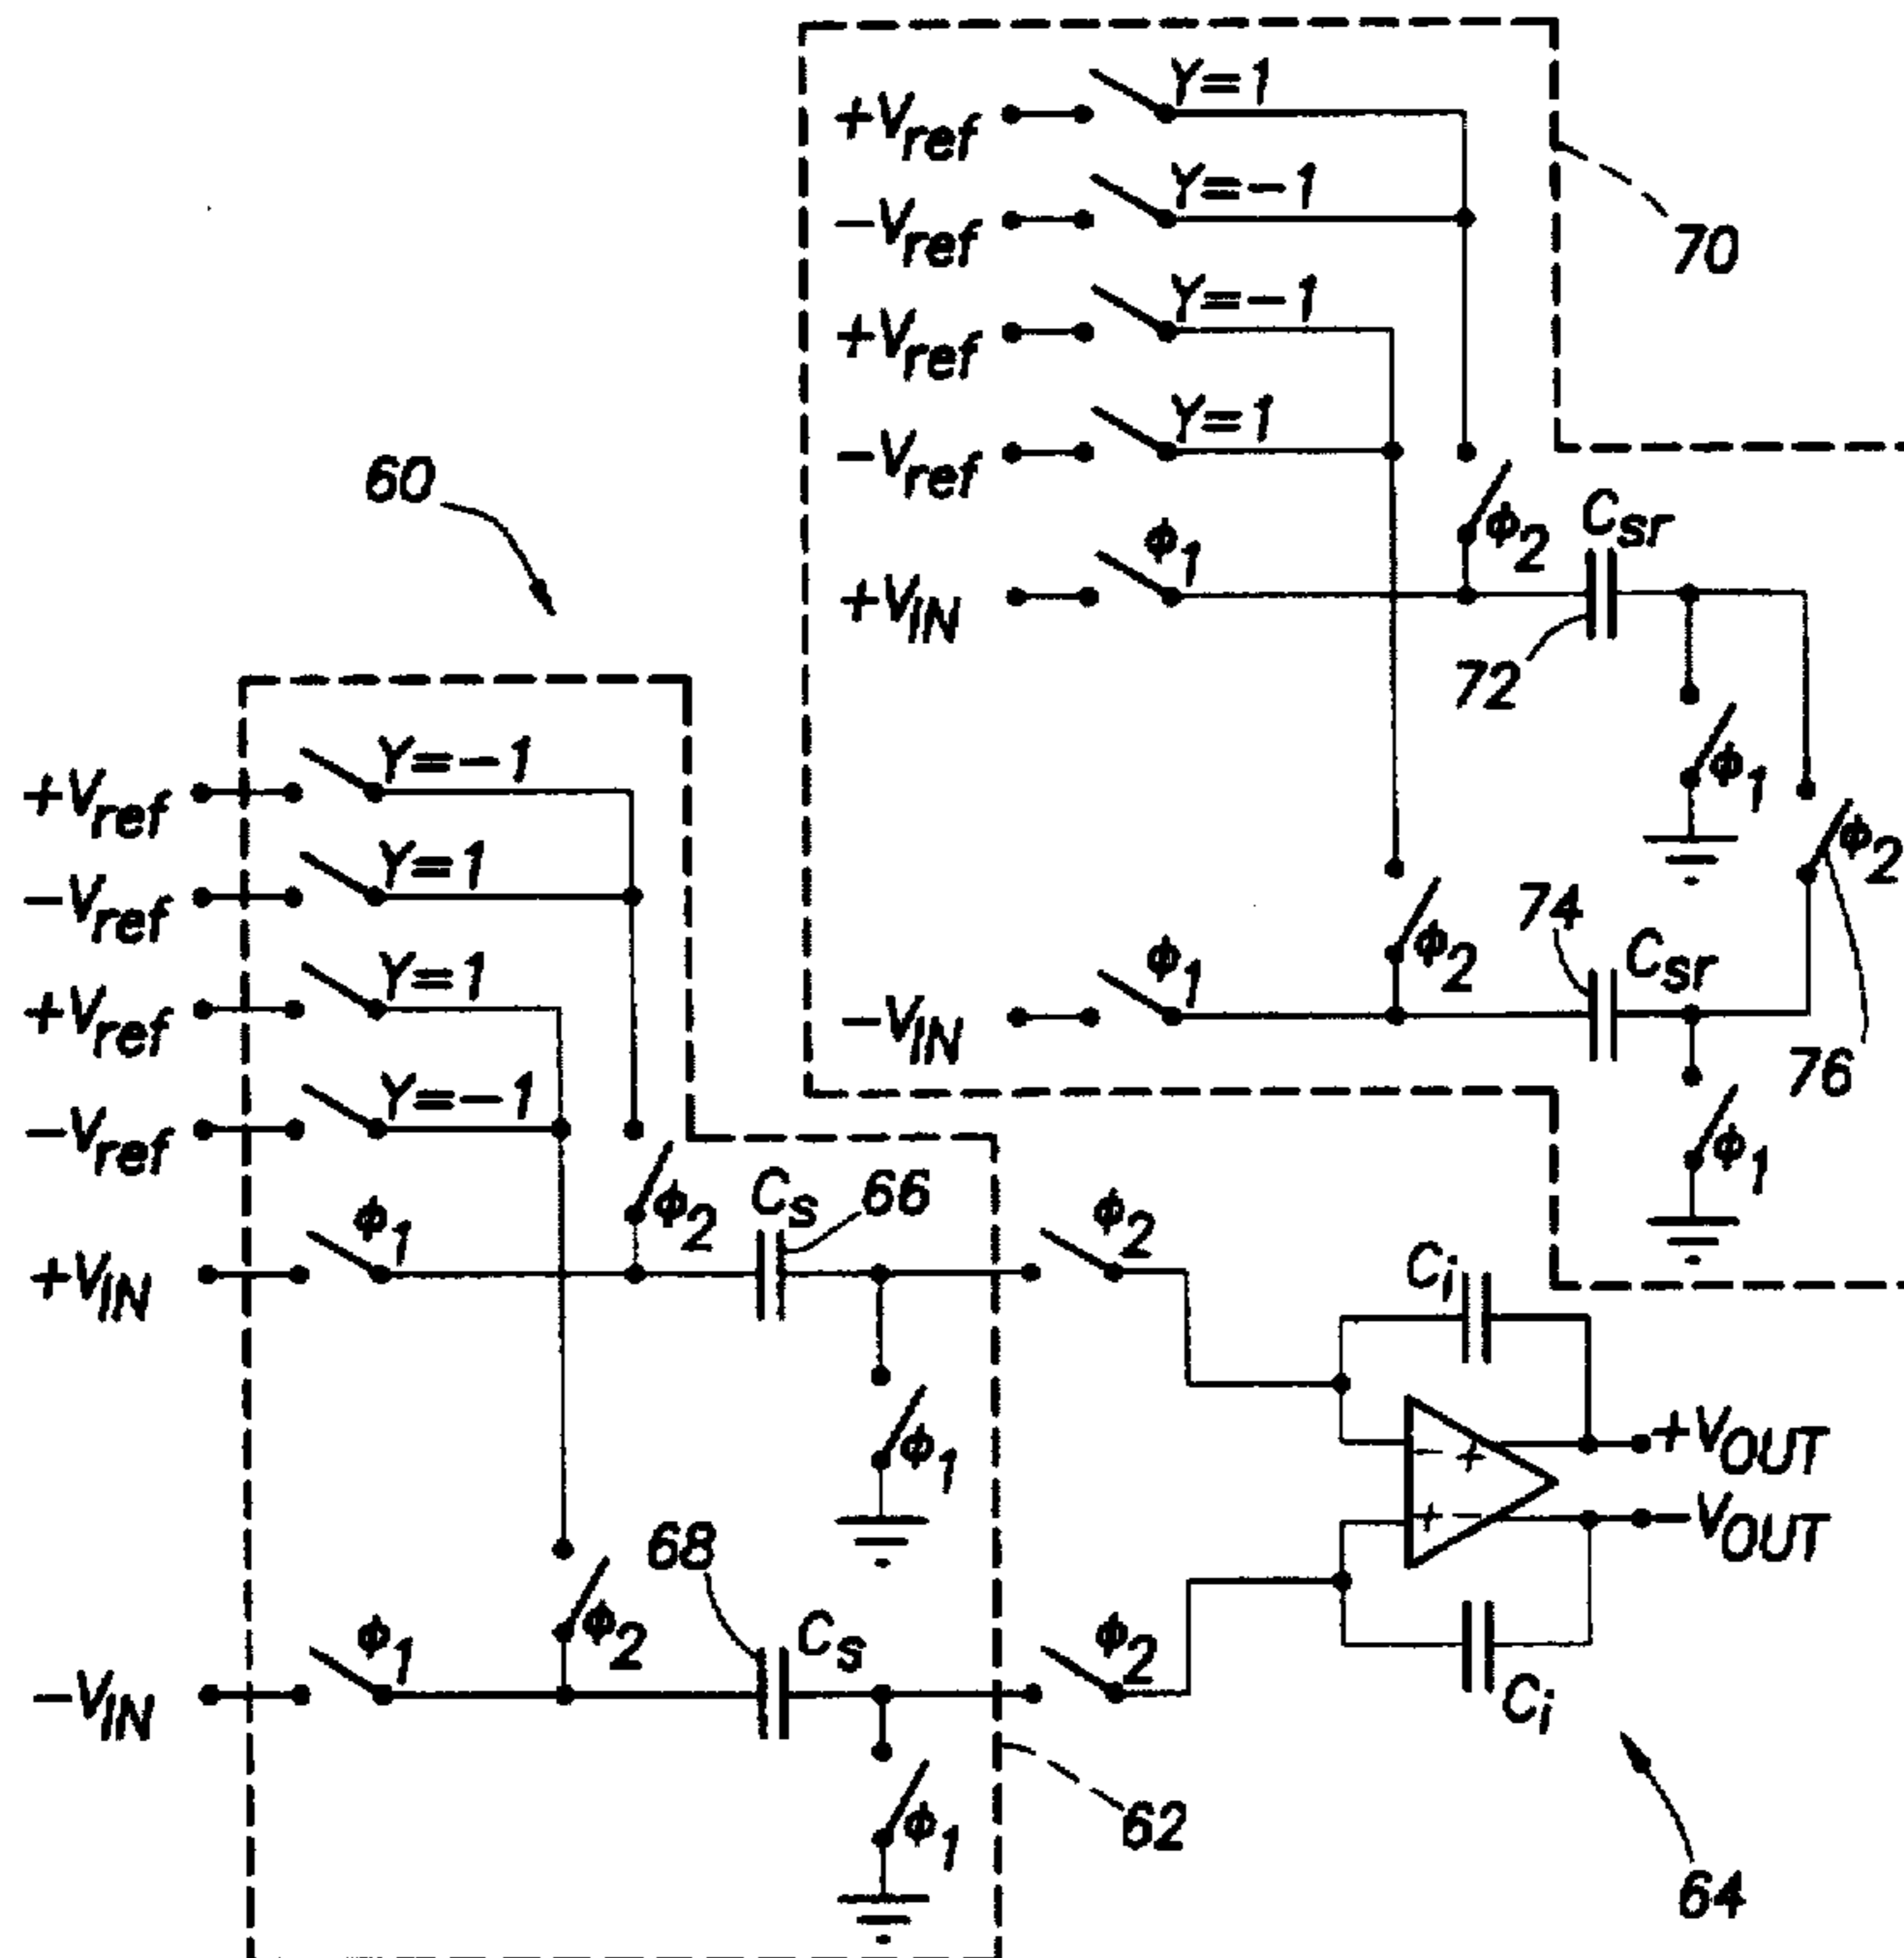 +Vref Y=1
-Vref Y=-1
70
+Vref Y=-1
-Vref Y=1
60
ϕ2
Csr
+VIN ϕ1
72
ϕ1
ϕ2
76
+Vref Y=-1
-Vref Y=1
+Vref Y=1
-Vref Y=-1
74
Csr
-VIN ϕ1
ϕ2
ϕ1
+VIN ϕ1
ϕ2
Cs
66
ϕ2
Ci
ϕ1
- +
+ -
+VOUT
-VOUT
68
-VIN ϕ1
ϕ2
Cs
ϕ2
Ci
ϕ1
62
64